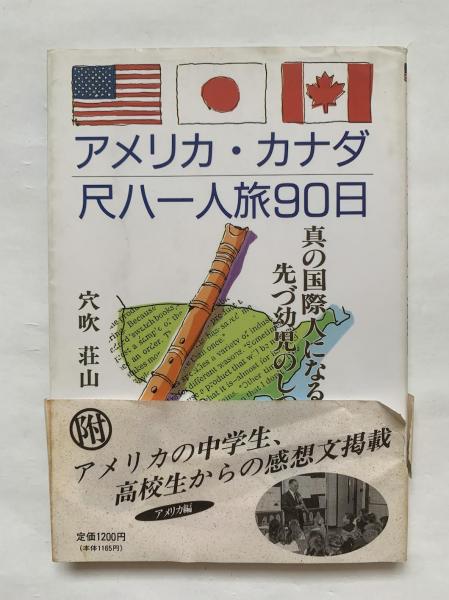 アメリカ・カナダ
尺八一人旅90日
真の国際人になる
先づ幼児のしつ
穴吹 荘山
附
アメリカの中学生、
高校生からの感想文掲載
アメリカ編
定価1200円
(本体1165円)